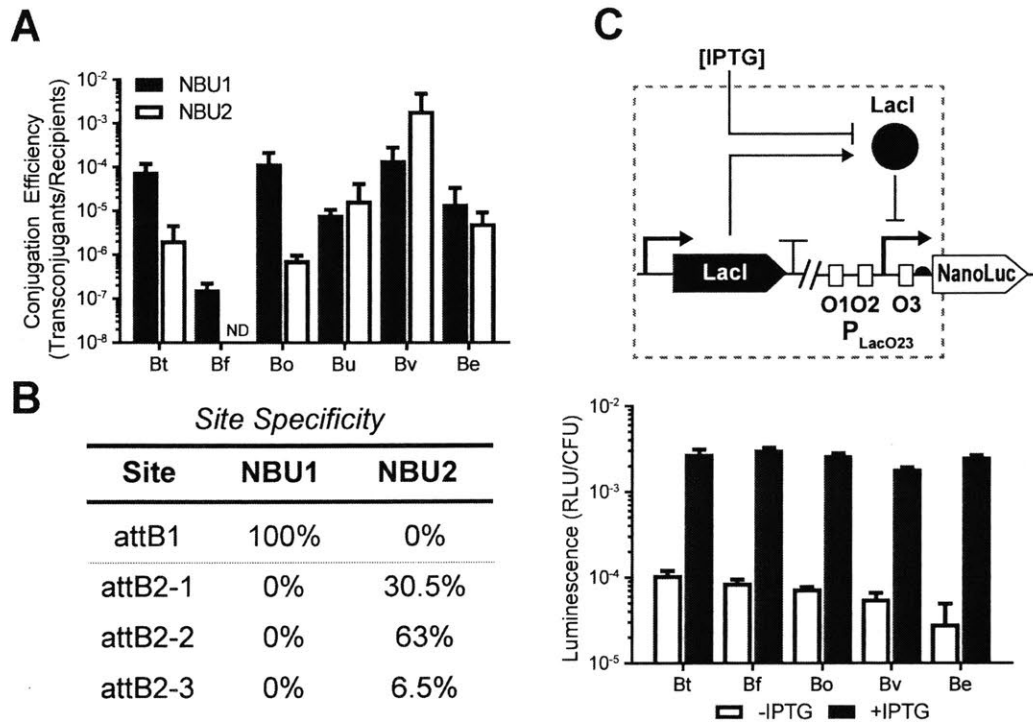 A
Conjugation Efficiency
(Transconjugants/Recipients)
10-2
10-3
10-4
10-5
10-6
10-7
10-8
NBU1
NBU2
ND
Bt Bf Bo Bu Bv Be
B
Site Specificity
Site NBU1 NBU2
attB1 100% 0%
attB2-1 0% 30.5%
attB2-2 0% 63%
attB2-3 0% 6.5%
C
[IPTG]
LacI
LacI
NanoLuc
O1O2 O3
PLacO23
Luminescence (RLU/CFU)
10-2
10-3
10-4
10-5
Bt Bf Bo Bv Be
-IPTG +IPTG